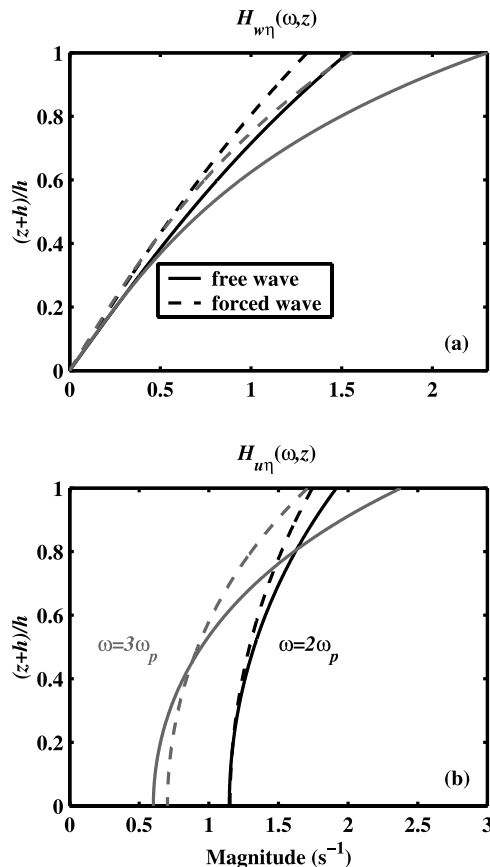 H_wη(ω,z)
1
0.8
0.6
0.4
0.2
0
(z+h)/h
free wave
forced wave
(a)
0 0.5 1 1.5 2
H_uη(ω,z)
1
0.8
0.6
0.4
0.2
0
(z+h)/h
ω=3ω_p
ω=2ω_p
(b)
0 0.5 1 1.5 2 2.5 3
Magnitude (s⁻¹)